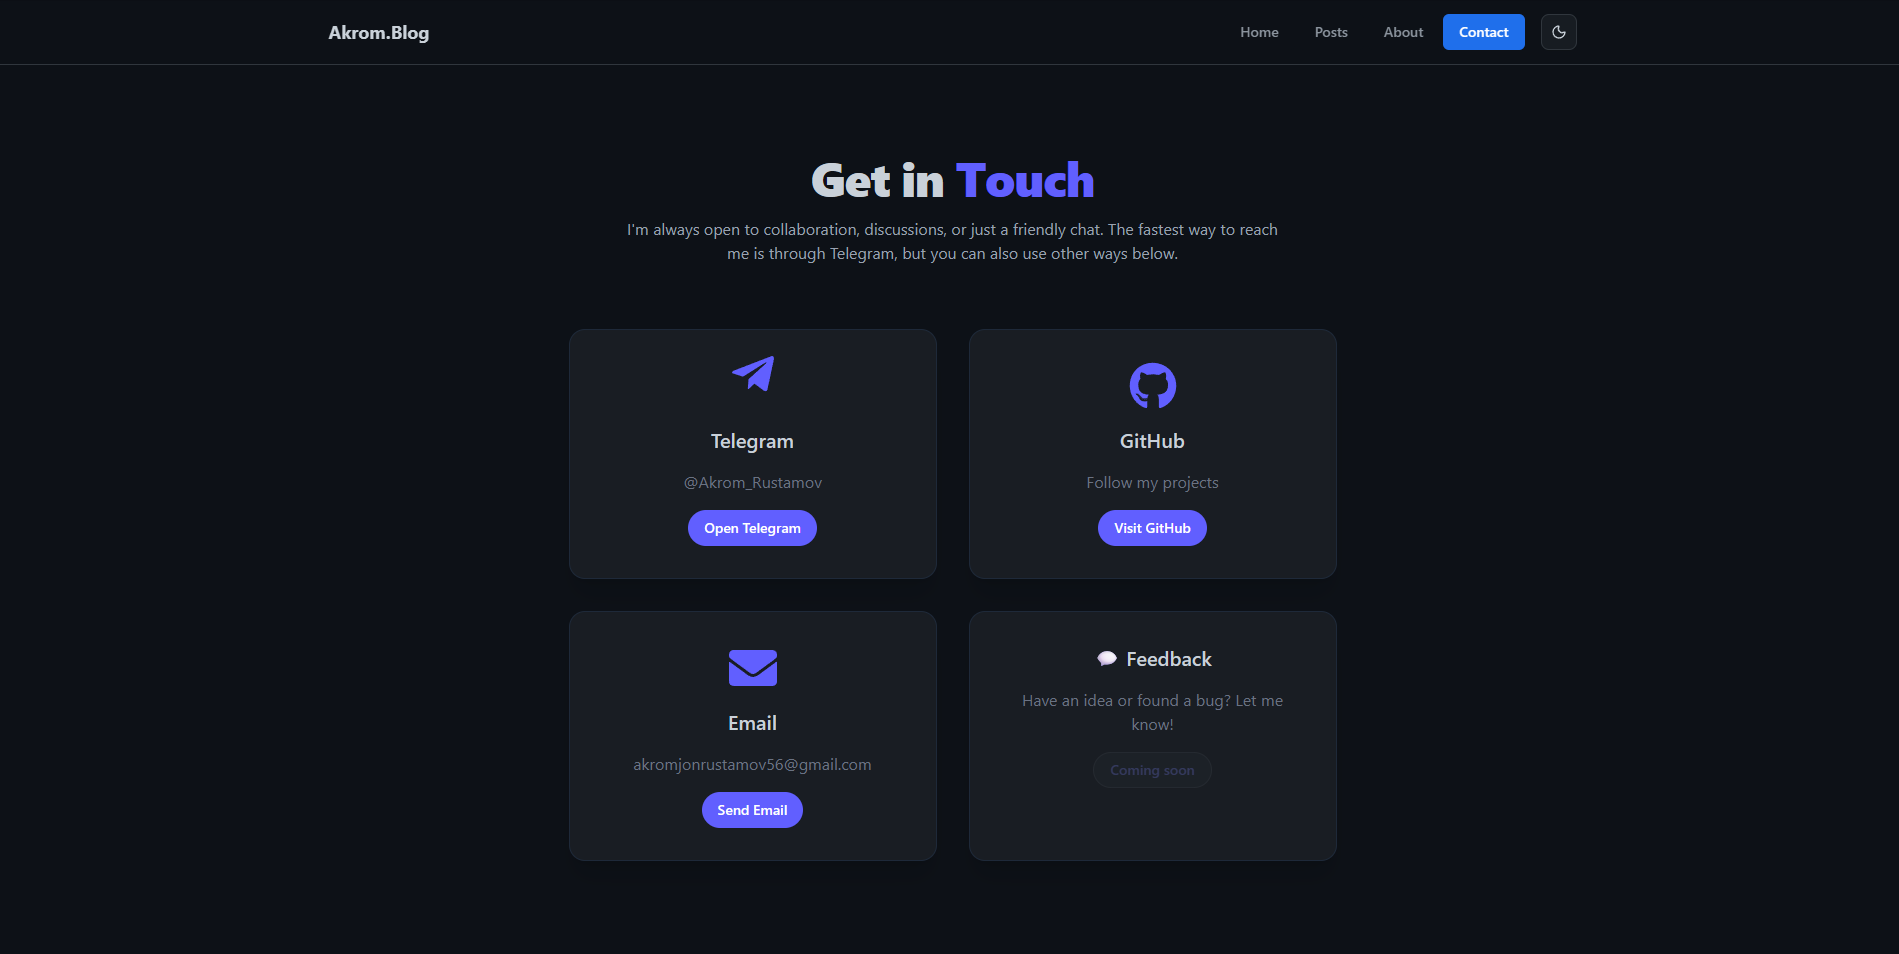 Akrom.Blog
Home
Posts
About
Contact
Get in Touch
I'm always open to collaboration, discussions, or just a friendly chat. The fastest way to reach
me is through Telegram, but you can also use other ways below.
Telegram
@Akrom_Rustamov
Open Telegram
GitHub
Follow my projects
Visit GitHub
Email
akromjonrustamov56@gmail.com
Send Email
Feedback
Have an idea or found a bug? Let me
know!
Coming soon